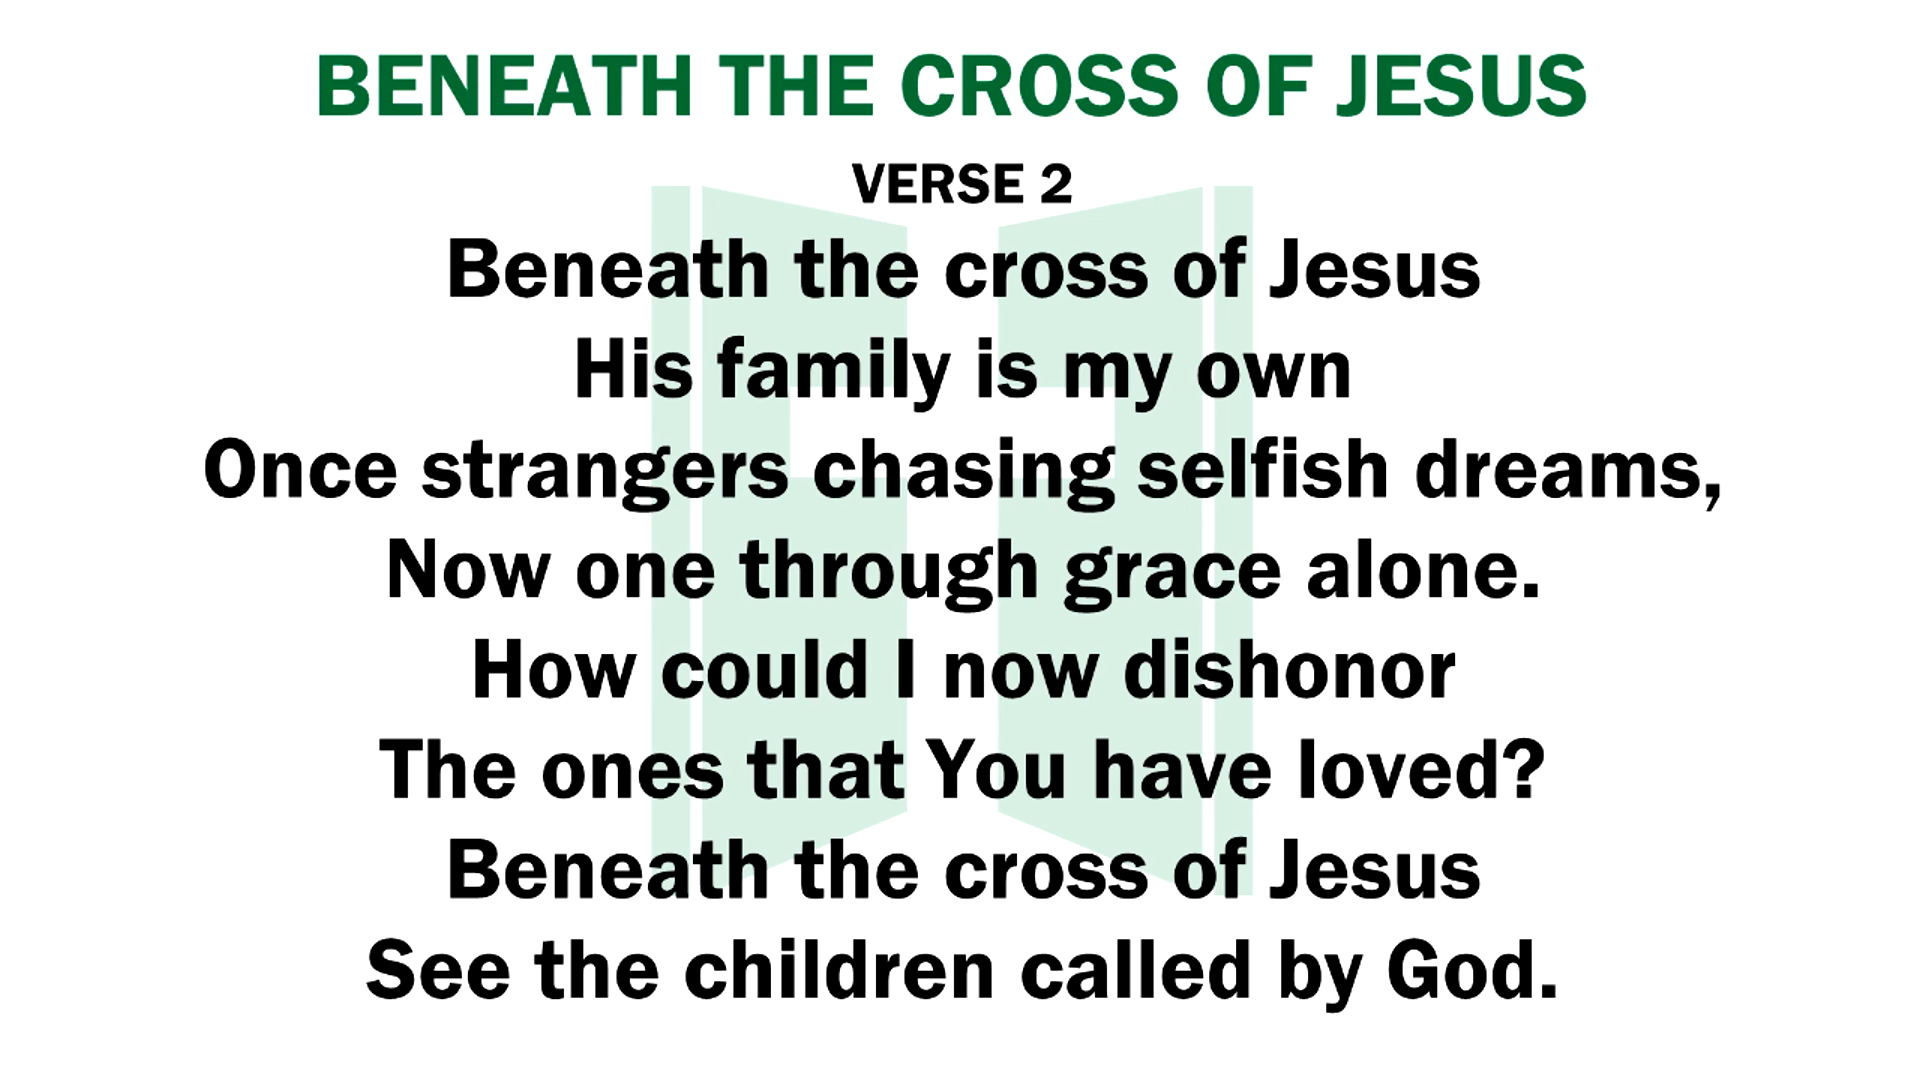 BENEATH THE CROSS OF JESUS
VERSE 2
Beneath the cross of Jesus
His family is my own
Once strangers chasing selfish dreams,
Now one through grace alone.
How could I now dishonor
The ones that You have loved?
Beneath the cross of Jesus
See the children called by God.